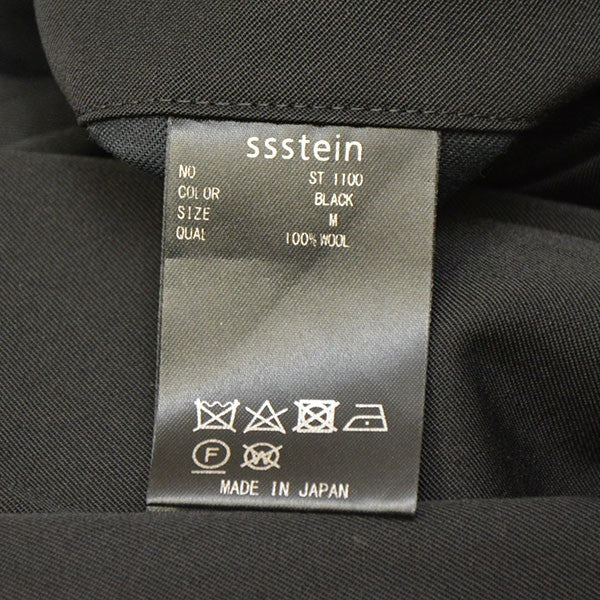 ssstein
NO ST 1100
COLOR BLACK
SIZE M
QUAL 100% WOOL
F W
MADE IN JAPAN